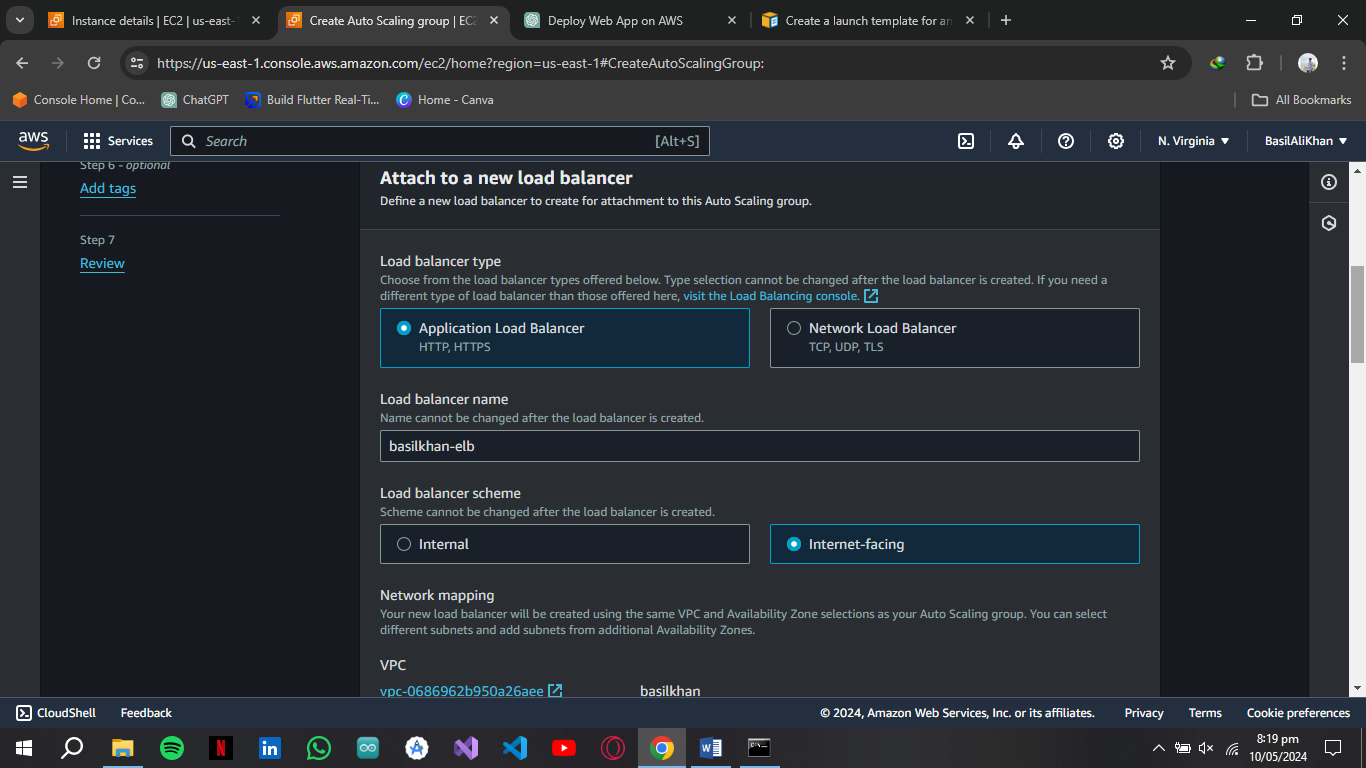 Instance details | EC2 | us-east-1
Create Auto Scaling group | EC2
Deploy Web App on AWS
Create a launch template for an
https://us-east-1.console.aws.amazon.com/ec2/home?region=us-east-1#CreateAutoScalingGroup:
Console Home | Co...
ChatGPT
Build Flutter Real-Ti...
Home - Canva
All Bookmarks
aws
Services
Search
[Alt+S]
N. Virginia
BasilAliKhan
Step 6 - optional
Add tags
Step 7
Review
Attach to a new load balancer
Define a new load balancer to create for attachment to this Auto Scaling group.
Load balancer type
Choose from the load balancer types offered below. Type selection cannot be changed after the load balancer is created. If you need a
different type of load balancer than those offered here, visit the Load Balancing console.
Application Load Balancer
HTTP, HTTPS
Network Load Balancer
TCP, UDP, TLS
Load balancer name
Name cannot be changed after the load balancer is created.
basilkhan-elb
Load balancer scheme
Scheme cannot be changed after the load balancer is created.
Internal
Internet-facing
Network mapping
Your new load balancer will be created using the same VPC and Availability Zone selections as your Auto Scaling group. You can select
different subnets and add subnets from additional Availability Zones.
VPC
vpc-0686962b950a26aee
basilkhan
CloudShell
Feedback
© 2024, Amazon Web Services, Inc. or its affiliates.
Privacy
Terms
Cookie preferences
8:19 pm
10/05/2024